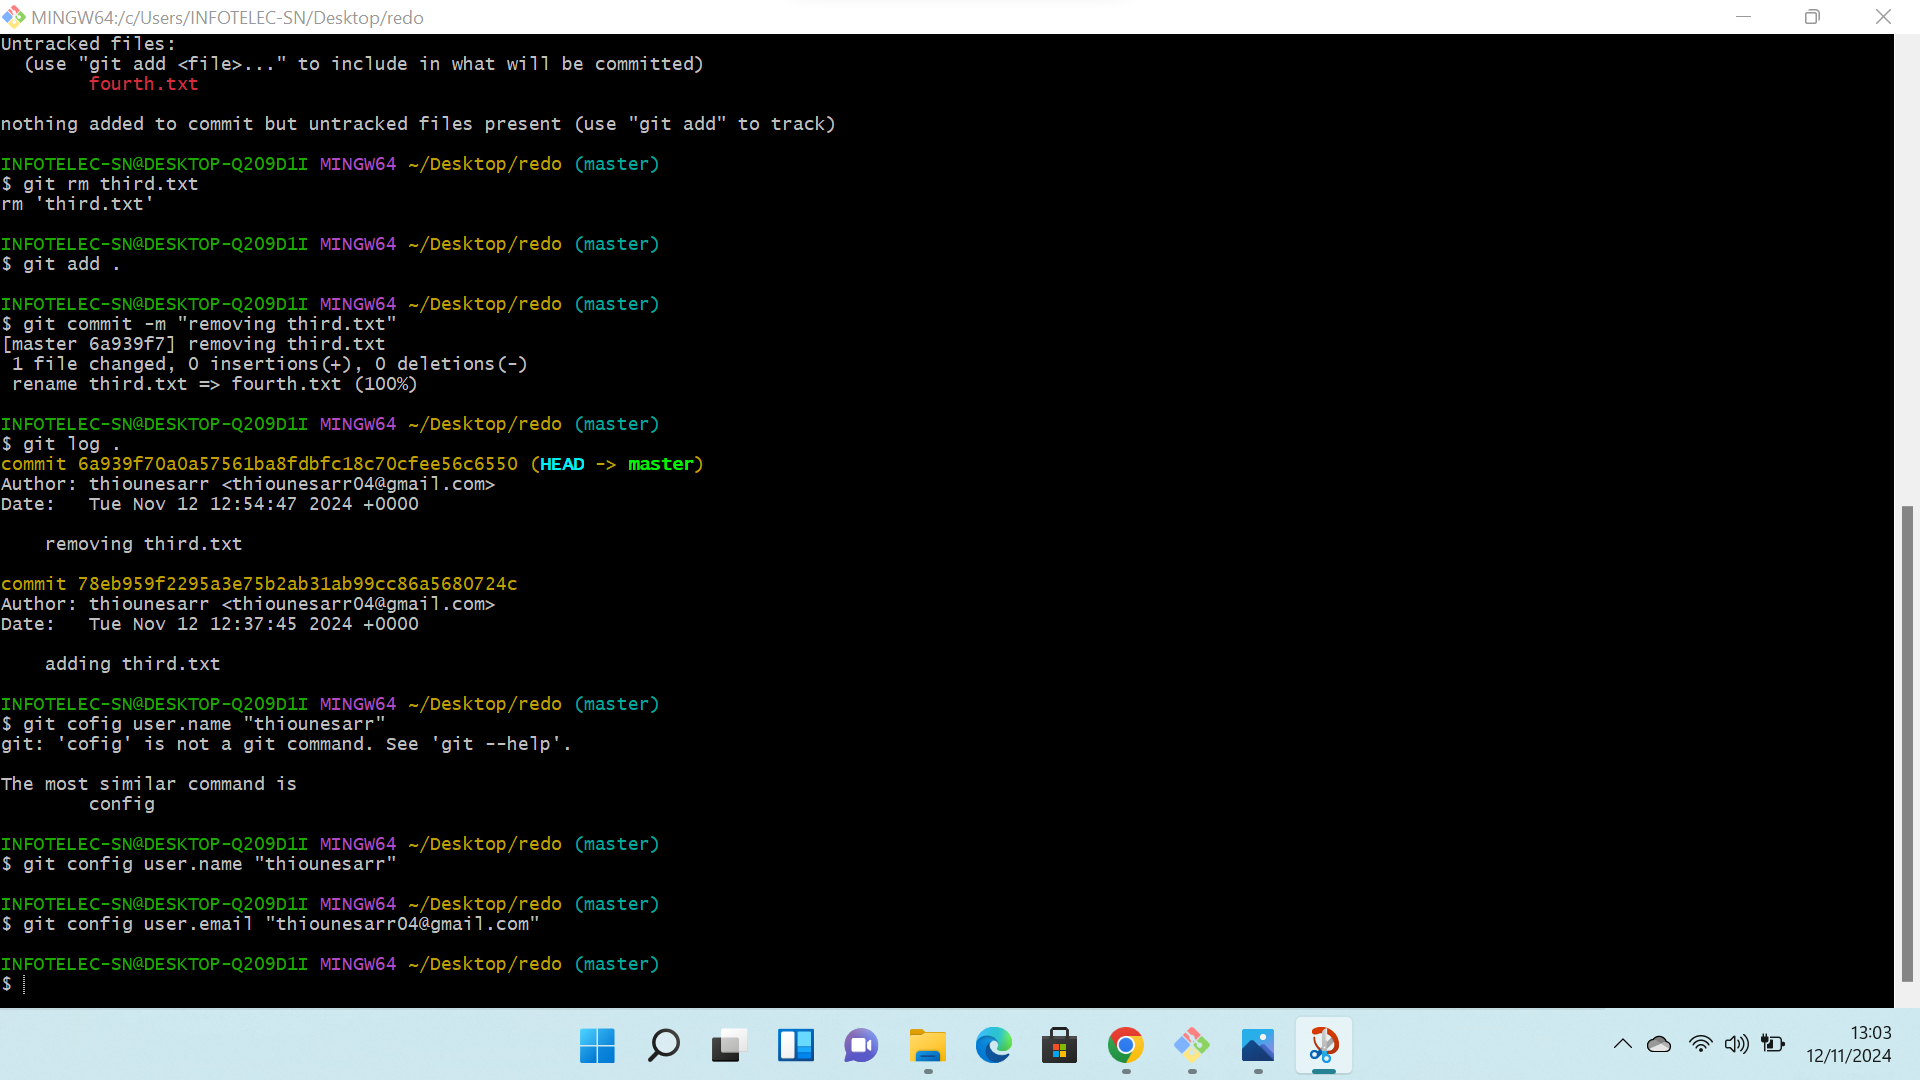 MINGW64:/c/Users/INFOTELEC-SN/Desktop/redo
Untracked files:
  (use "git add <file>..." to include in what will be committed)
        fourth.txt

nothing added to commit but untracked files present (use "git add" to track)

INFOTELEC-SN@DESKTOP-Q209D1I MINGW64 ~/Desktop/redo (master)
$ git rm third.txt
rm 'third.txt'

INFOTELEC-SN@DESKTOP-Q209D1I MINGW64 ~/Desktop/redo (master)
$ git add .

INFOTELEC-SN@DESKTOP-Q209D1I MINGW64 ~/Desktop/redo (master)
$ git commit -m "removing third.txt"
[master 6a939f7] removing third.txt
 1 file changed, 0 insertions(+), 0 deletions(-)
 rename third.txt => fourth.txt (100%)

INFOTELEC-SN@DESKTOP-Q209D1I MINGW64 ~/Desktop/redo (master)
$ git log .
commit 6a939f70a0a57561ba8fdbfc18c70cfee56c6550 (HEAD -> master)
Author: thiounesarr <thiounesarr04@gmail.com>
Date:   Tue Nov 12 12:54:47 2024 +0000

    removing third.txt

commit 78eb959f2295a3e75b2ab31ab99cc86a5680724c
Author: thiounesarr <thiounesarr04@gmail.com>
Date:   Tue Nov 12 12:37:45 2024 +0000

    adding third.txt

INFOTELEC-SN@DESKTOP-Q209D1I MINGW64 ~/Desktop/redo (master)
$ git cofig user.name "thiounesarr"
git: 'cofig' is not a git command. See 'git --help'.

The most similar command is
        config

INFOTELEC-SN@DESKTOP-Q209D1I MINGW64 ~/Desktop/redo (master)
$ git config user.name "thiounesarr"

INFOTELEC-SN@DESKTOP-Q209D1I MINGW64 ~/Desktop/redo (master)
$ git config user.email "thiounesarr04@gmail.com"

INFOTELEC-SN@DESKTOP-Q209D1I MINGW64 ~/Desktop/redo (master)
$
13:03
12/11/2024